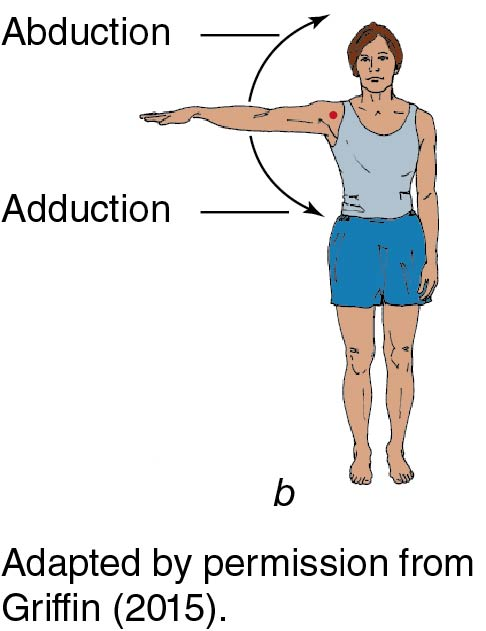 Abduction
Adduction
b
Adapted by permission from
Griffin (2015).